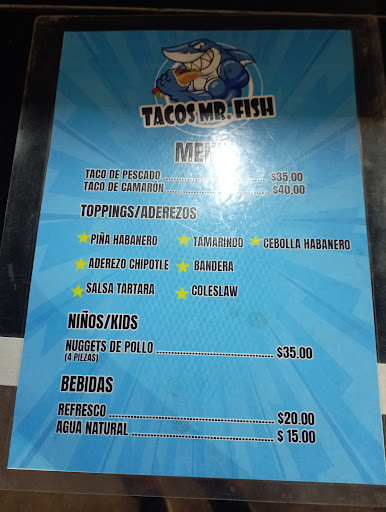 TACOS MR. FISH
MENÚ
TACO DE PESCADO $35.00
TACO DE CAMARÓN $40.00
TOPPINGS/ADEREZOS
PIÑA HABANERO TAMARINDO CEBOLLA HABANERO
ADEREZO CHIPOTLE BANDERA
SALSA TARTARA COLESLAW
NIÑOS/KIDS
NUGGETS DE POLLO $35.00
(4 PIEZAS)
BEBIDAS
REFRESCO $20.00
AGUA NATURAL $ 15.00